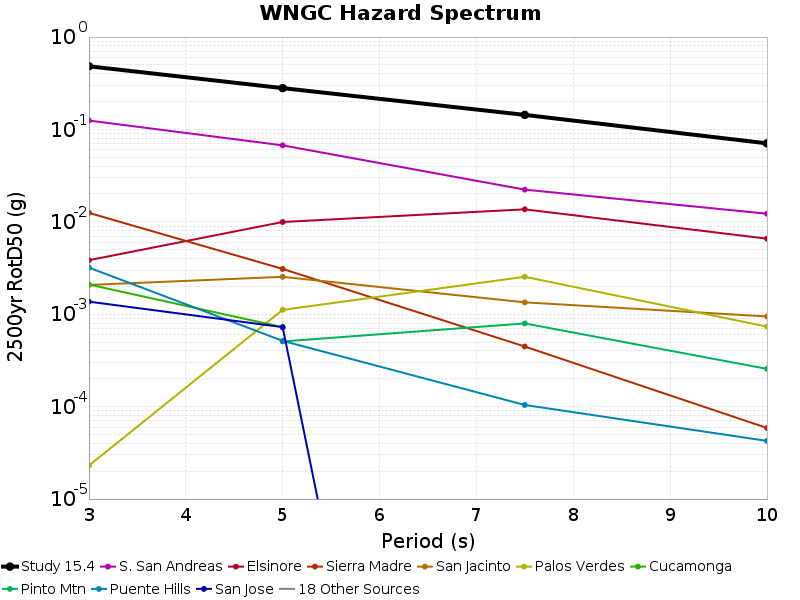 WNGC Hazard Spectrum
10^0
10^-1
10^-2
10^-3
10^-4
10^-5
2500yr RotD50 (g)
3 4 5 6 7 8 9 10
Period (s)
Study 15.4 S. San Andreas Elsinore Sierra Madre San Jacinto Palos Verdes Cucamonga
Pinto Mtn Puente Hills San Jose 18 Other Sources